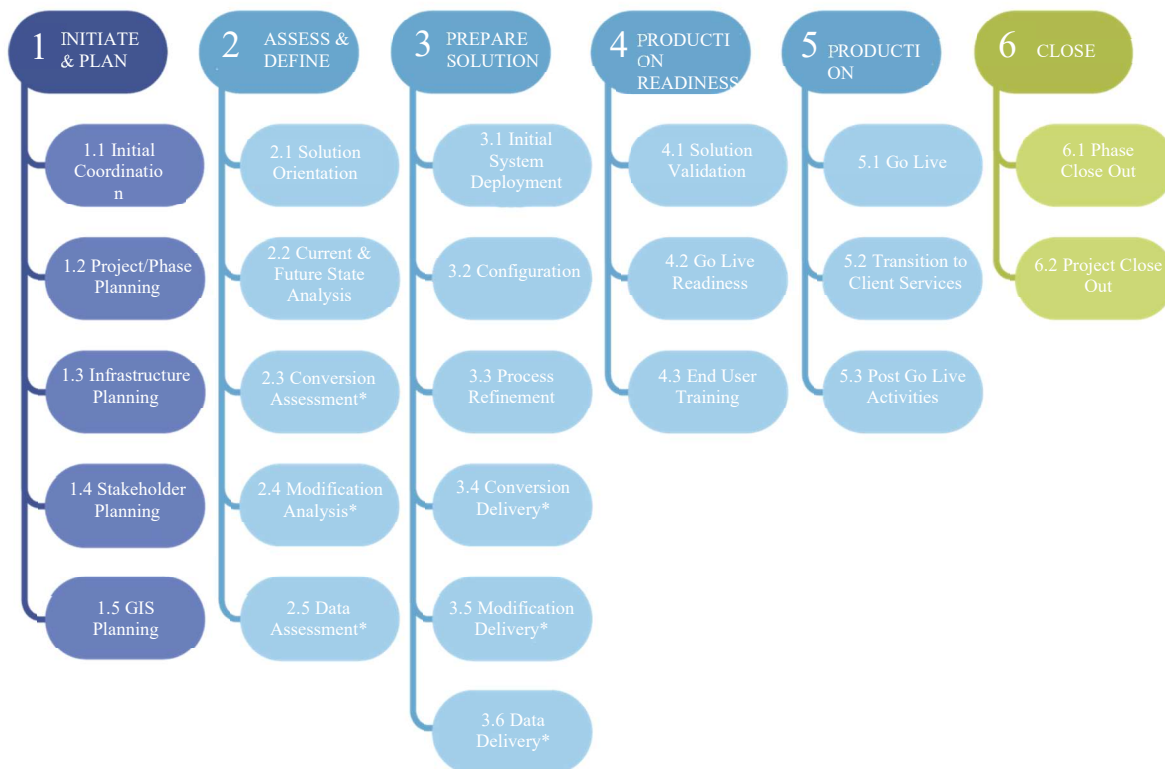 1 INITIATE
& PLAN
1.1 Initial
Coordinatio
n
1.2 Project/Phase
Planning
1.3 Infrastructure
Planning
1.4 Stakeholder
Planning
1.5 GIS
Planning
2 ASSESS &
DEFINE
2.1 Solution
Orientation
2.2 Current &
Future State
Analysis
2.3 Conversion
Assessment*
2.4 Modification
Analysis*
2.5 Data
Assessment*
3 PREPARE
SOLUTION
3.1 Initial
System
Deployment
3.2 Configuration
3.3 Process
Refinement
3.4 Conversion
Delivery*
3.5 Modification
Delivery*
3.6 Data
Delivery*
4 PRODUCTI
ON
READINESS
4.1 Solution
Validation
4.2 Go Live
Readiness
4.3 End User
Training
5 PRODUCTI
ON
5.1 Go Live
5.2 Transition to
Client Services
5.3 Post Go Live
Activities
6 CLOSE
6.1 Phase
Close Out
6.2 Project Close
Out